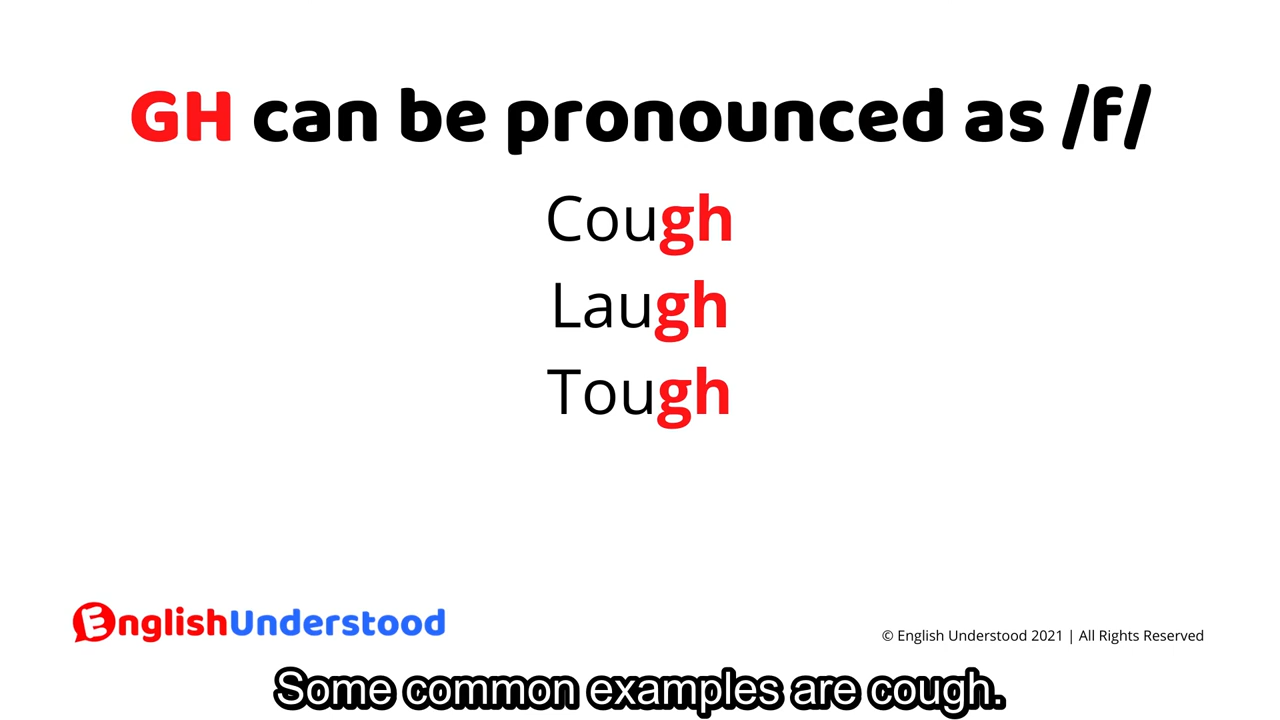 GH can be pronounced as /f/
Cough
Laugh
Tough
EnglishUnderstood
© English Understood 2021 | All Rights Reserved
Some common examples are cough.